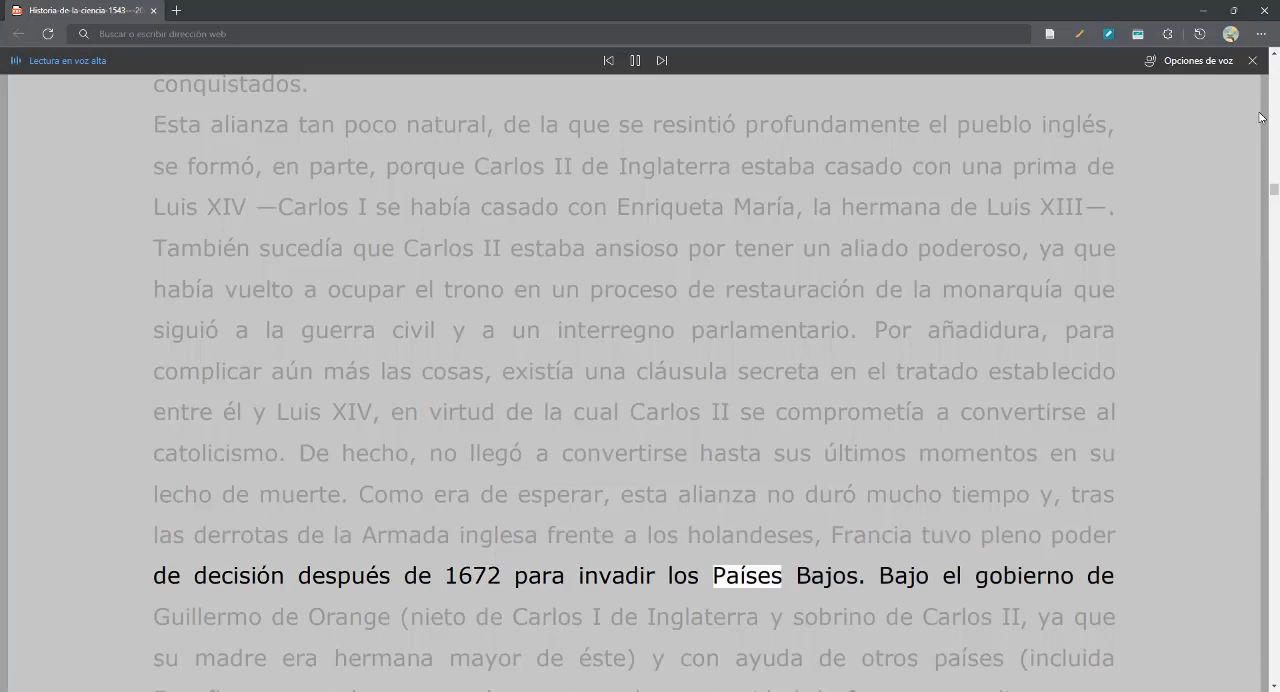 Historia-de-la-ciencia-1543---20
Buscar o escribir dirección web
Lectura en voz alta
Opciones de voz
conquistados.
Esta alianza tan poco natural, de la que se resintió profundamente el pueblo inglés,
se formó, en parte, porque Carlos II de Inglaterra estaba casado con una prima de
Luis XIV —Carlos I se había casado con Enriqueta María, la hermana de Luis XIII—.
También sucedía que Carlos II estaba ansioso por tener un aliado poderoso, ya que
había vuelto a ocupar el trono en un proceso de restauración de la monarquía que
siguió a la guerra civil y a un interregno parlamentario. Por añadidura, para
complicar aún más las cosas, existía una cláusula secreta en el tratado establecido
entre él y Luis XIV, en virtud de la cual Carlos II se comprometía a convertirse al
catolicismo. De hecho, no llegó a convertirse hasta sus últimos momentos en su
lecho de muerte. Como era de esperar, esta alianza no duró mucho tiempo y, tras
las derrotas de la Armada inglesa frente a los holandeses, Francia tuvo pleno poder
de decisión después de 1672 para invadir los Países Bajos. Bajo el gobierno de
Guillermo de Orange (nieto de Carlos I de Inglaterra y sobrino de Carlos II, ya que
su madre era hermana mayor de éste) y con ayuda de otros países (incluida